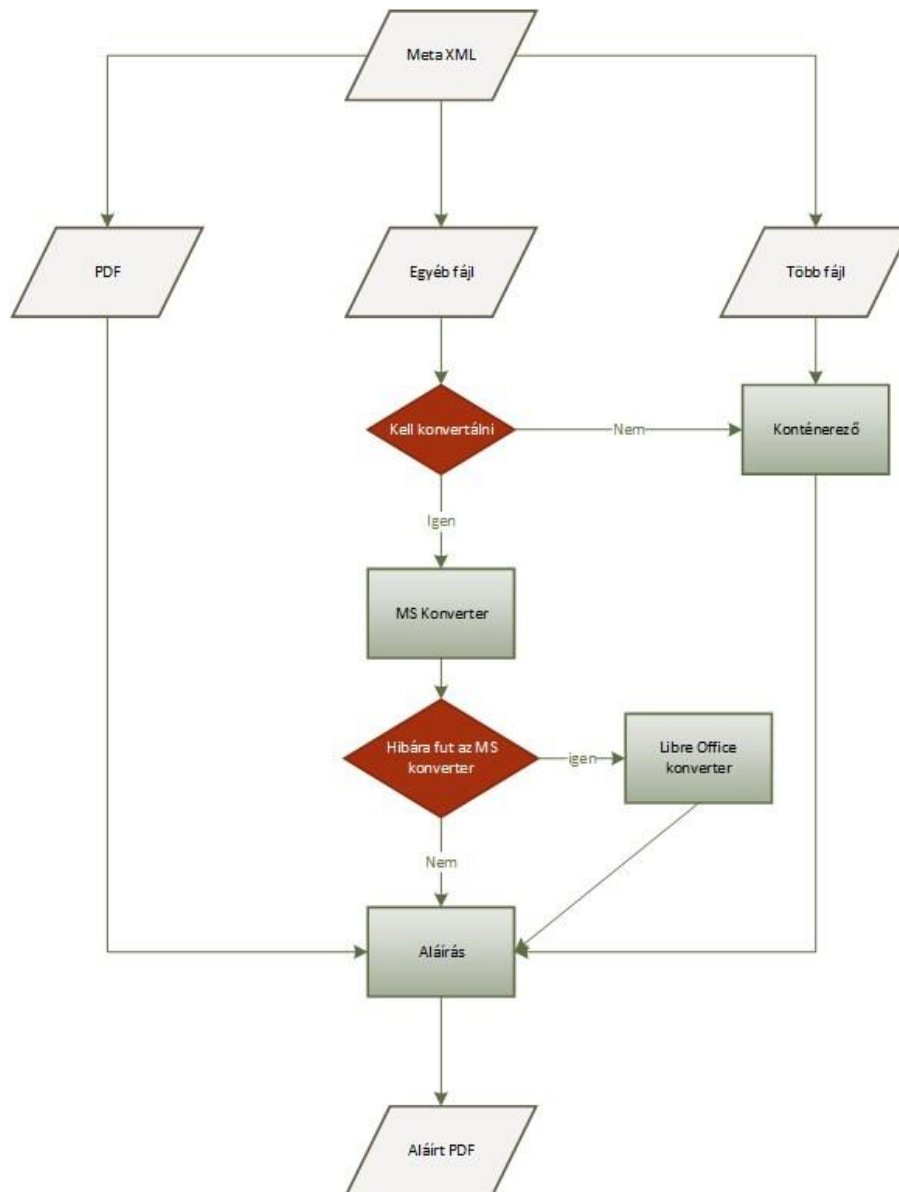 Meta XML
PDF
Egyéb fájl
Több fájl
Kell konvertálni
Nem
Konténerező
Igen
MS Konverter
Hibára fut az MS
konverter
igen
Libre Office
konverter
Nem
Aláírás
Aláírt PDF